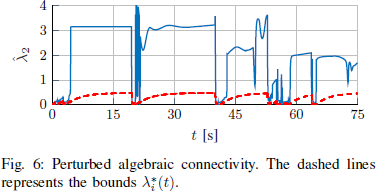 4
3
2
1
0
λ̂₂
0 15 30 45 60 75
t [s]
Fig. 6: Perturbed algebraic connectivity. The dashed lines
represents the bounds λᵢ*(t).